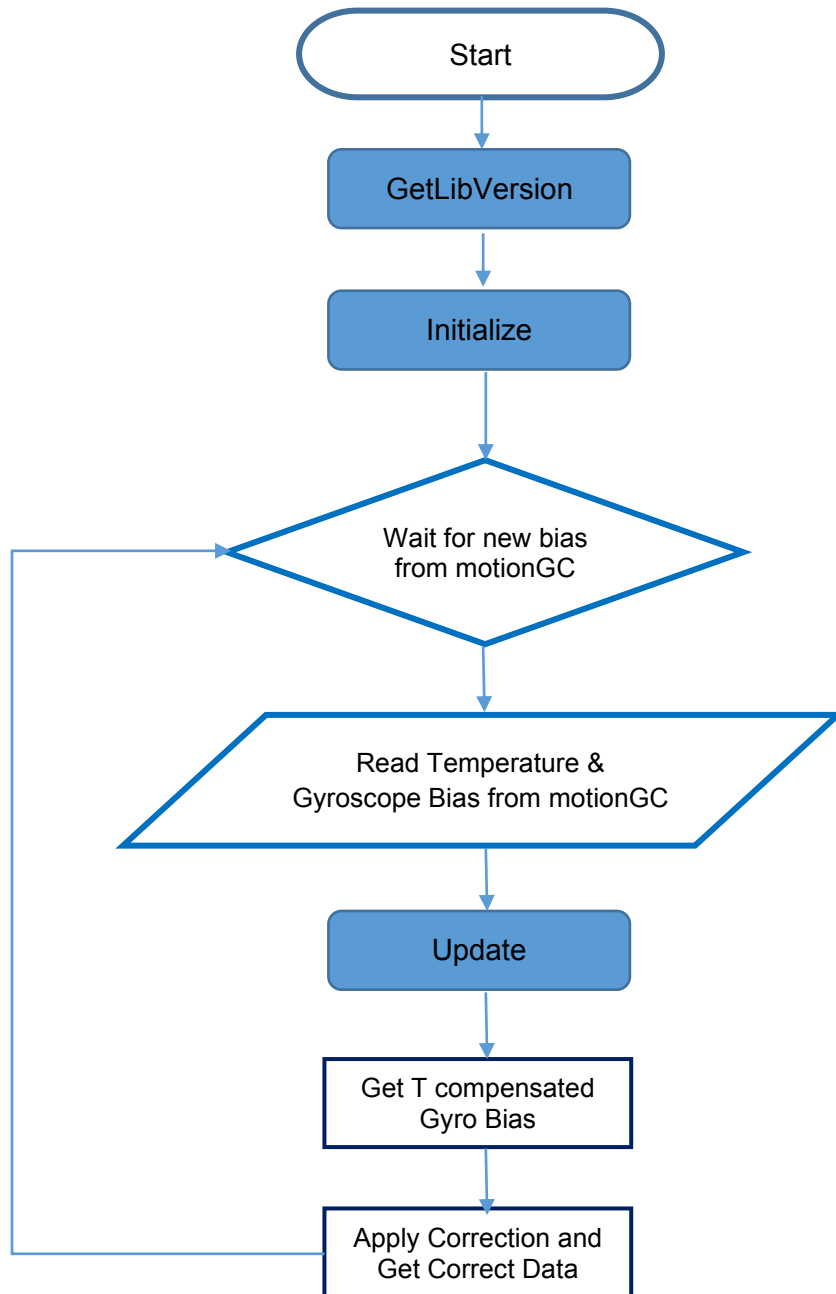 Start
GetLibVersion
Initialize
Wait for new bias
from motionGC
Read Temperature &
Gyroscope Bias from motionGC
Update
Get T compensated
Gyro Bias
Apply Correction and
Get Correct Data